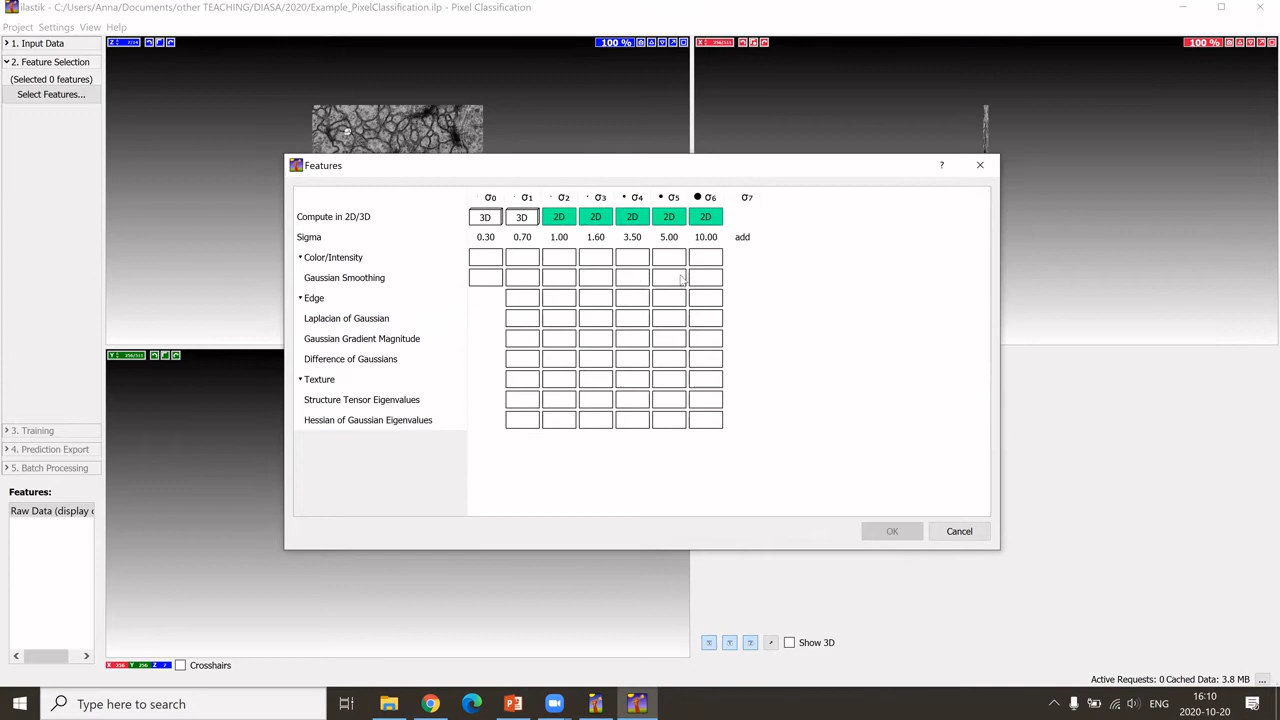 ilastik - C:/Users/Anna/Documents/other TEACHING/DIASA/2020/Example_PixelClassification.ilp - Pixel Classification
Project Settings View Help
1. Input Data
2. Feature Selection
(Selected 0 features)
Select Features...
100 %
100 %
Features
?
σ0 σ1 σ2 σ3 σ4 σ5 σ6 σ7
Compute in 2D/3D 3D 3D 2D 2D 2D 2D 2D
Sigma 0.30 0.70 1.00 1.60 3.50 5.00 10.00 add
Color/Intensity
Gaussian Smoothing
Edge
Laplacian of Gaussian
Gaussian Gradient Magnitude
Difference of Gaussians
Texture
Structure Tensor Eigenvalues
Hessian of Gaussian Eigenvalues
OK Cancel
3. Training
4. Prediction Export
5. Batch Processing
Features:
Raw Data (display
Show 3D
Crosshairs
Active Requests: 0 Cached Data: 3.8 MB ...
Type here to search
16:10
2020-10-20